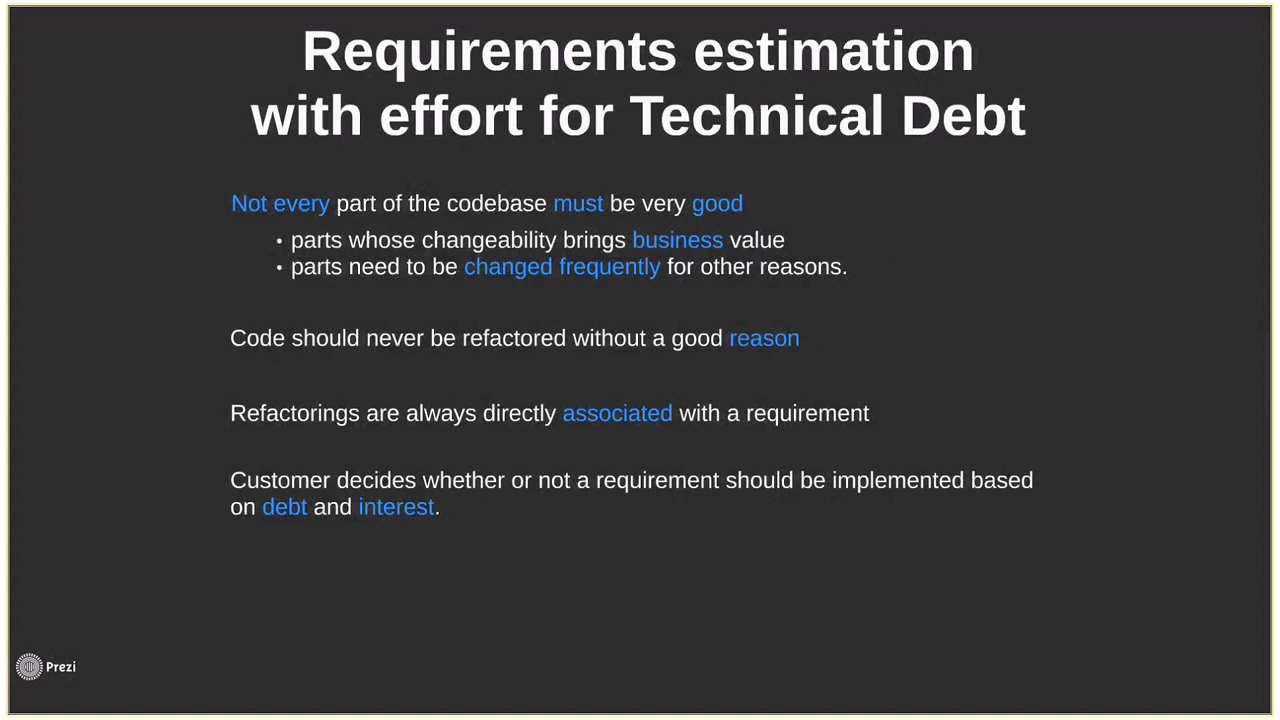 Requirements estimation
with effort for Technical Debt
Not every part of the codebase must be very good
• parts whose changeability brings business value
• parts need to be changed frequently for other reasons.
Code should never be refactored without a good reason
Refactorings are always directly associated with a requirement
Customer decides whether or not a requirement should be implemented based
on debt and interest.
Prezi